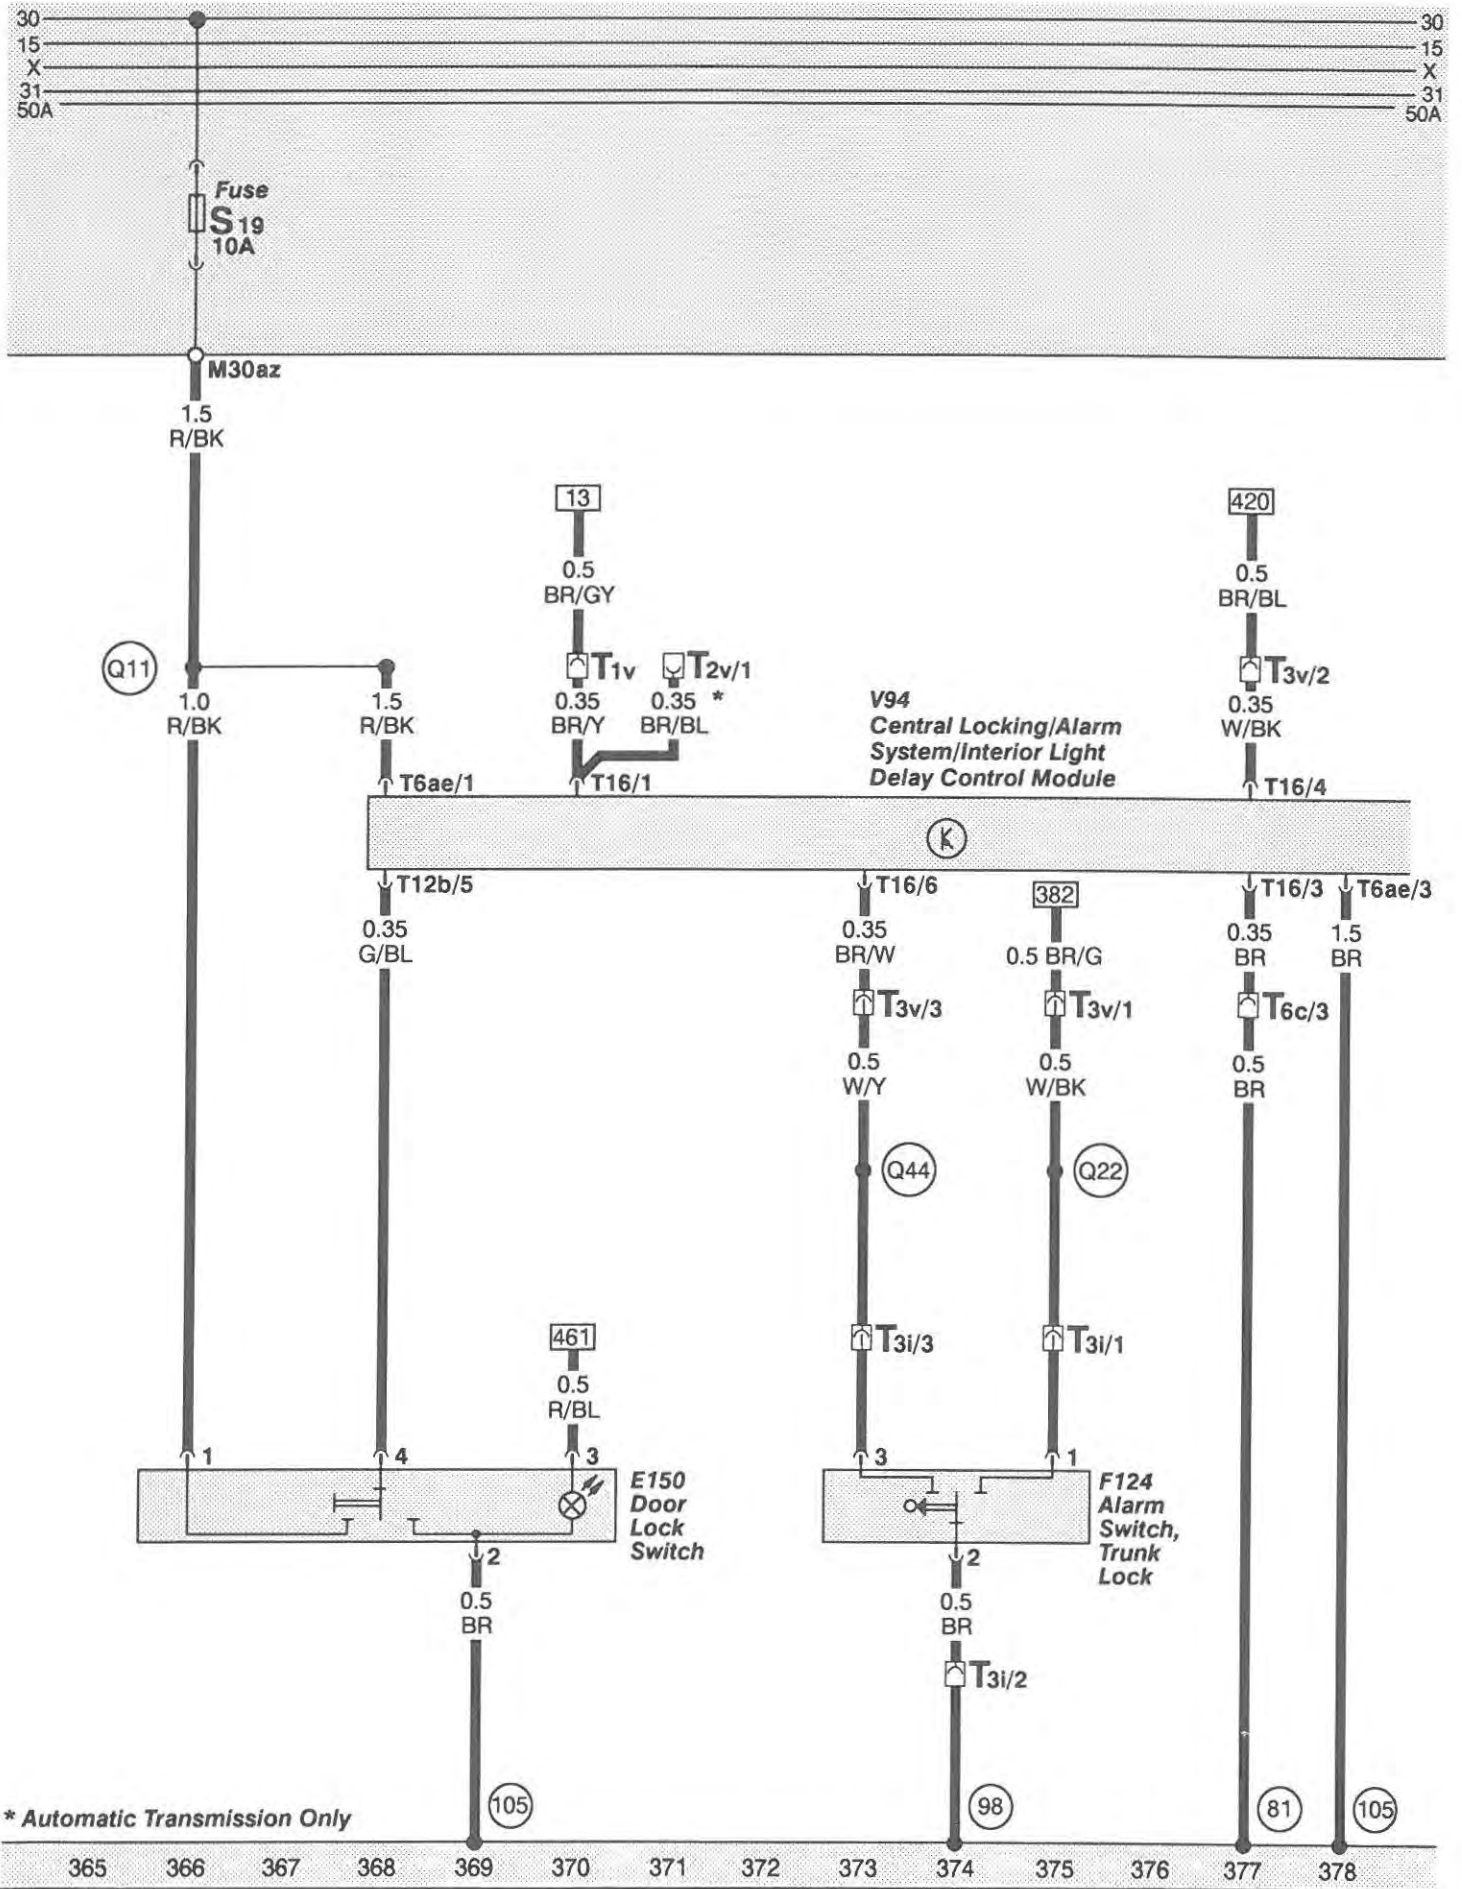 30 30
15 15
X X
31 31
50A 50A
Fuse
S19
10A
M30az
1.5
R/BK
13
420
0.5
BR/GY
0.5
BR/BL
Q11
T1v
T2v/1
T3v/2
1.0
R/BK
1.5
R/BK
0.35
BR/Y
0.35 *
BR/BL
V94
Central Locking/Alarm
System/Interior Light
Delay Control Module
0.35
W/BK
T6ae/1
T16/1
T16/4
K
T12b/5
T16/6
382
T16/3
T6ae/3
0.35
G/BL
0.35
BR/W
0.5 BR/G
0.35
BR
1.5
BR
T3v/3
T3v/1
T6c/3
0.5
W/Y
0.5
W/BK
0.5
BR
Q44
Q22
461
T3i/3
T3i/1
0.5
R/BL
1
4
3
3
1
E150
Door
Lock
Switch
F124
Alarm
Switch,
Trunk
Lock
2
2
0.5
BR
0.5
BR
T3i/2
105
98
81
105
* Automatic Transmission Only
365 366 367 368 369 370 371 372 373 374 375 376 377 378